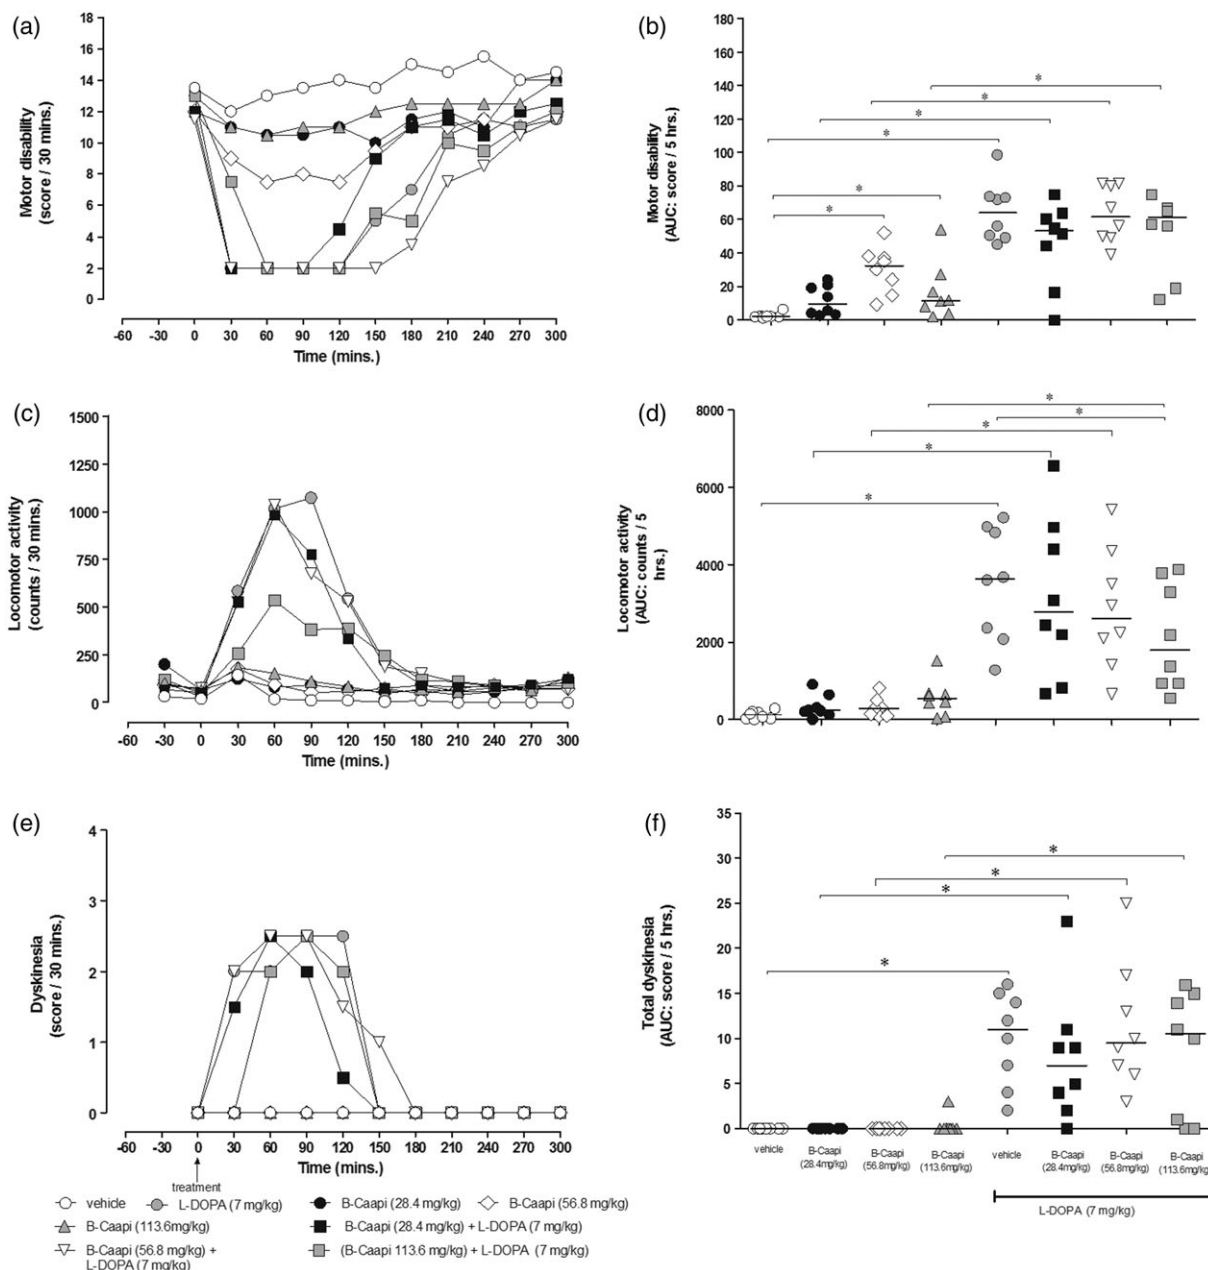 (a)
18
16
14
12
10
8
6
4
2
0
Motor disability
(score / 30 mins.)
-60 -30 0 30 60 90 120 150 180 210 240 270 300
Time (mins.)
(b)
180
160
140
120
100
80
60
40
20
0
Motor disability
(AUC: score / 5 hrs.)
*
*
*
*
*
*
(c)
1500
1250
1000
750
500
250
0
Locomotor activity
(counts / 30 mins.)
-60 -30 0 30 60 90 120 150 180 210 240 270 300
Time (mins.)
(d)
8000
6000
4000
2000
0
Locomotor activity
(AUC: counts / 5
hrs.)
*
*
*
*
*
(e)
4
3
2
1
0
Dyskinesia
(score / 30 mins.
-60 -30 0 30 60 90 120 150 180 210 240 270 300
Time (mins.)
treatment
(f)
35
30
25
20
15
10
5
0
Total dyskinesia
(AUC: score / 5 hrs.)
*
*
*
*
vehicle B-Caapi B-Caapi B-Caapi vehicle B-Caapi B-Caapi B-Caapi
(28.4mg/kg) (56.8mg/kg) (113.6mg/kg) (28.4mg/kg) (56.8mg/kg) (113.6mg/kg)
L-DOPA (7 mg/kg)
vehicle L-DOPA (7 mg/kg) B-Caapi (28.4 mg/kg) B-Caapi (56.8 mg/kg)
B-Caapi (113.6mg/kg) B-Caapi (28.4 mg/kg) + L-DOPA (7 mg/kg)
B-Caapi (56.8 mg/kg) + (B-Caapi 113.6 mg/kg) + L-DOPA (7 mg/kg)
L-DOPA (7 mg/kg)